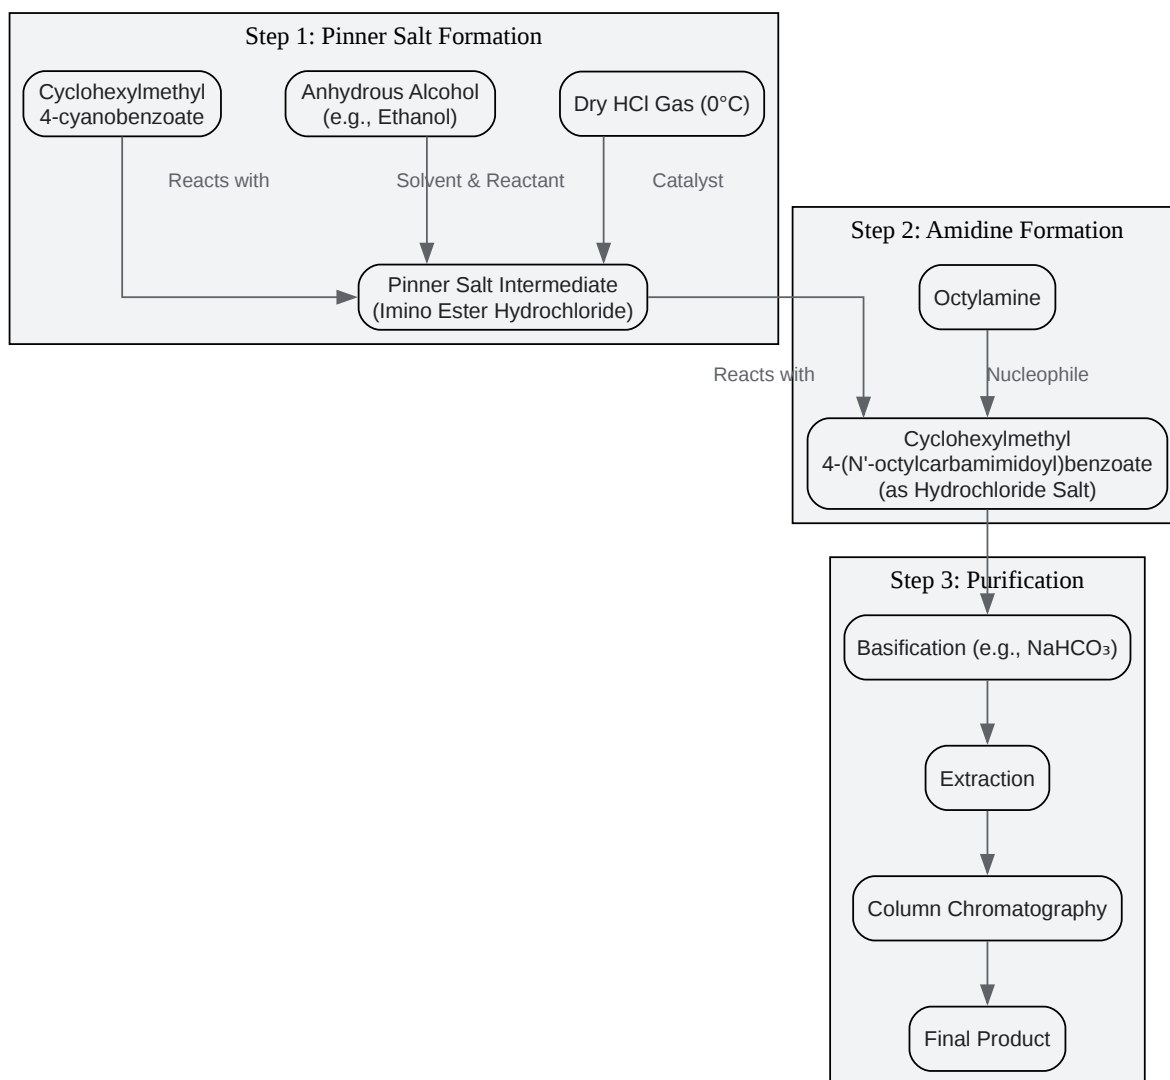 Step 1: Pinner Salt Formation
Cyclohexylmethyl
4-cyanobenzoate
Anhydrous Alcohol
(e.g., Ethanol)
Dry HCl Gas (0°C)
Reacts with
Solvent & Reactant
Catalyst
Pinner Salt Intermediate
(Imino Ester Hydrochloride)
Step 2: Amidine Formation
Octylamine
Reacts with
Nucleophile
Cyclohexylmethyl
4-(N'-octylcarbamimidoyl)benzoate
(as Hydrochloride Salt)
Step 3: Purification
Basification (e.g., NaHCO₃)
Extraction
Column Chromatography
Final Product